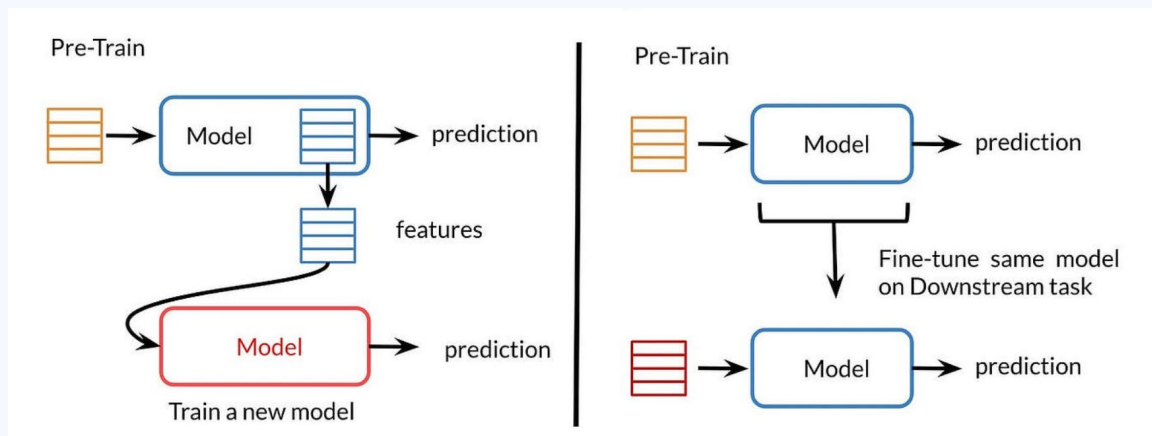 Pre-Train
Model
prediction
features
Model
prediction
Train a new model
Pre-Train
Model
prediction
Fine-tune same model
on Downstream task
Model
prediction